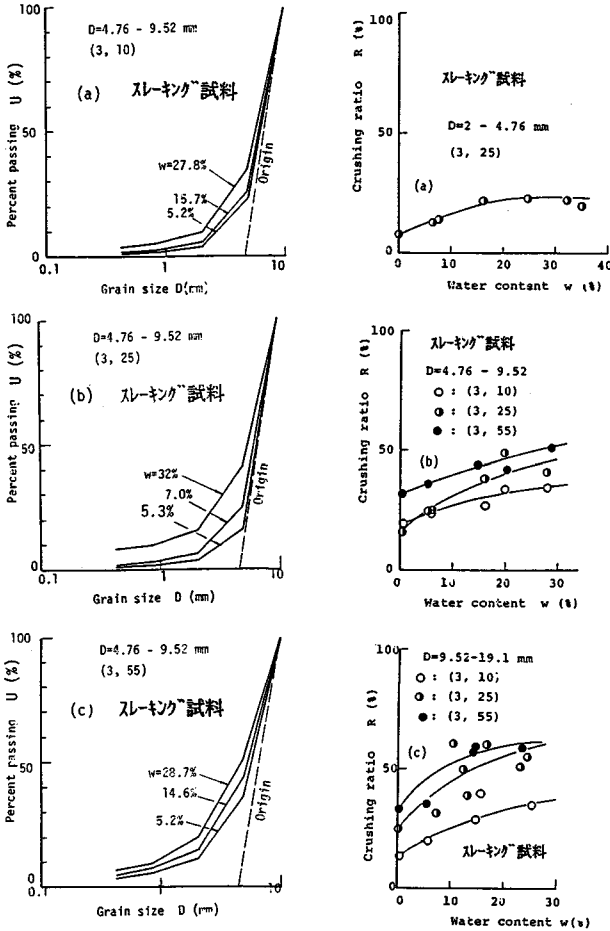 100
50
0
0.1
1.0
10
Percent passing U (%)
Grain size D(mm)
D=4.76 - 9.52 mm
(3, 10)
(a) スレーキング試料
w=27.8%
15.7%
5.2%
Origin
100
50
0
0
10
20
30
40
Crushing ratio R (%)
Water content w (%)
スレーキング試料
D=2 - 4.76 mm
(3, 25)
(a)
100
50
0
0.1
1.0
10
Percent passing U (%)
Grain size D (mm)
D=4.76 - 9.52 mm
(3, 25)
(b) スレーキング試料
w=32%
7.0%
5.3%
Origin
100
50
0
0
10
20
30
Crushing ratio R (%)
Water content w (%)
スレーキング試料
D=4.76 - 9.52
○ : (3, 10)
◑ : (3, 25)
● : (3, 55)
(b)
100
50
0
0.
1.0
10
Percent passing U (%)
Grain size D (mm)
D=4.76 - 9.52 mm
(3, 55)
(c) スレーキング試料
w=28.7%
14.6%
5.2%
Origin
100
50
0
0
10
20
30
Crushing ratio R (%)
Water content w(%)
D=9.52-19.1 mm
○ : (3, 10)
◑ : (3, 25)
● : (3, 55)
(c)
スレーキング試料